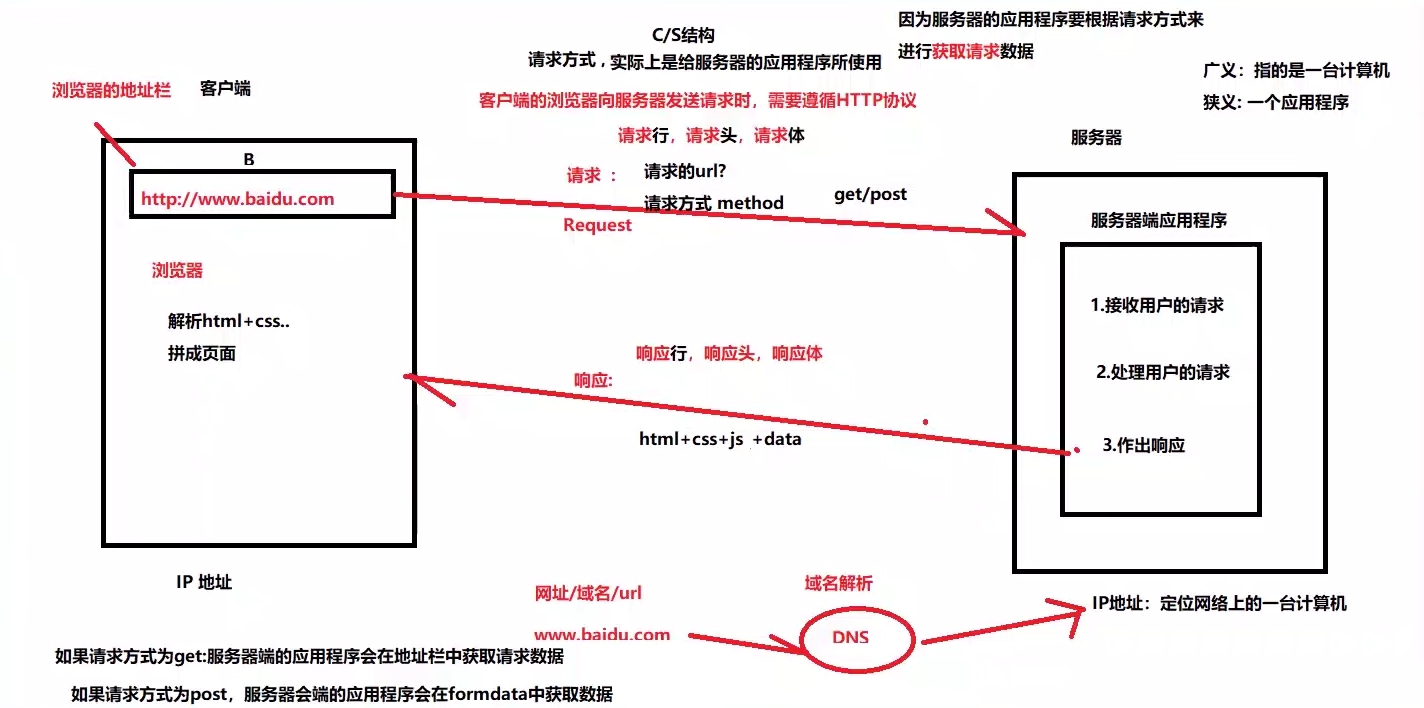 C/S结构
请求方式，实际上是给服务器的应用程序所使用
因为服务器的应用程序要根据请求方式来
进行获取请求数据
广义：指的是一台计算机
狭义: 一个应用程序
浏览器的地址栏
客户端
客户端的浏览器向服务器发送请求时，需要遵循HTTP协议
请求行，请求头，请求体
服务器
B
http://www.baidu.com
请求 ：
请求的url?
请求方式 method
get/post
Request
服务器端应用程序
浏览器
解析html+css..
拼成页面
1.接收用户的请求
2.处理用户的请求
3.作出响应
响应行，响应头，响应体
响应:
html+css+js +data
IP 地址
网址/域名/url
www.baidu.com
域名解析
DNS
IP地址：定位网络上的一台计算机
如果请求方式为get:服务器端的应用程序会在地址栏中获取请求数据
如果请求方式为post，服务器会端的应用程序会在formdata中获取数据